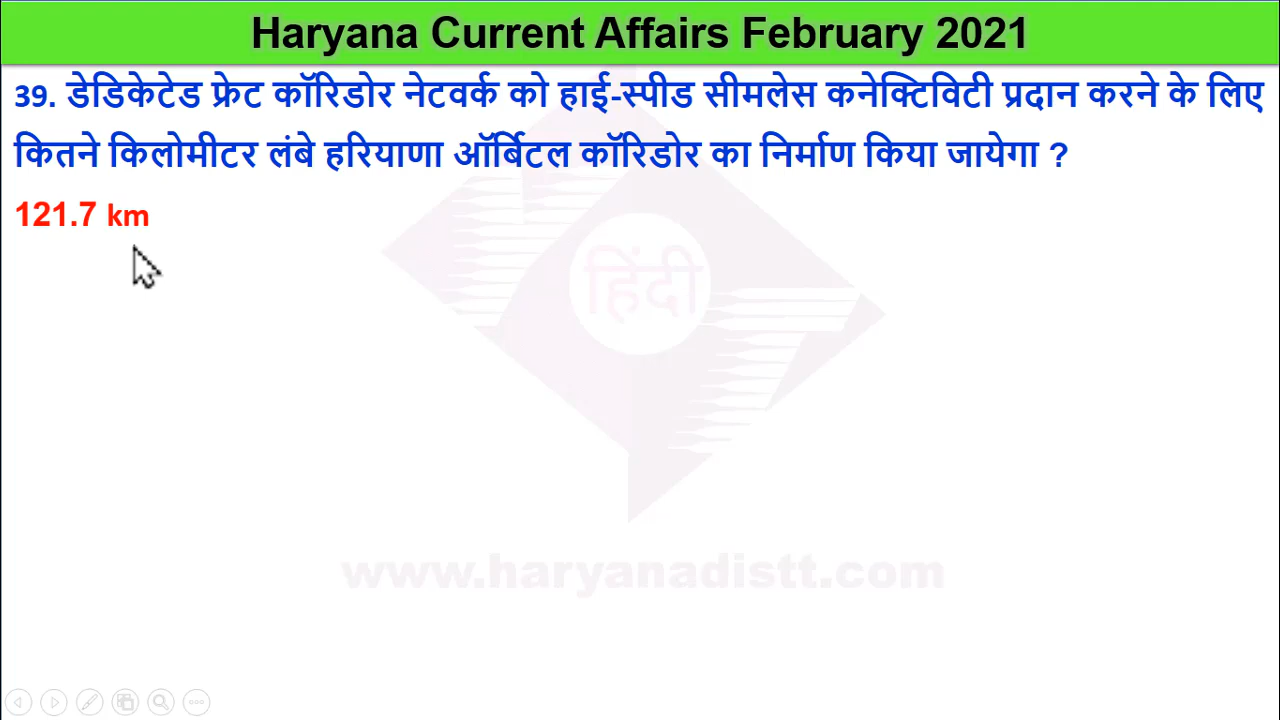 Haryana Current Affairs February 2021
39. डेडिकेटेड फ्रेट कॉरिडोर नेटवर्क को हाई-स्पीड सीमलेस कनेक्टिविटी प्रदान करने के लिए
कितने किलोमीटर लंबे हरियाणा ऑर्बिटल कॉरिडोर का निर्माण किया जायेगा ?
121.7 km
हिंदी
www.haryanadistt.com